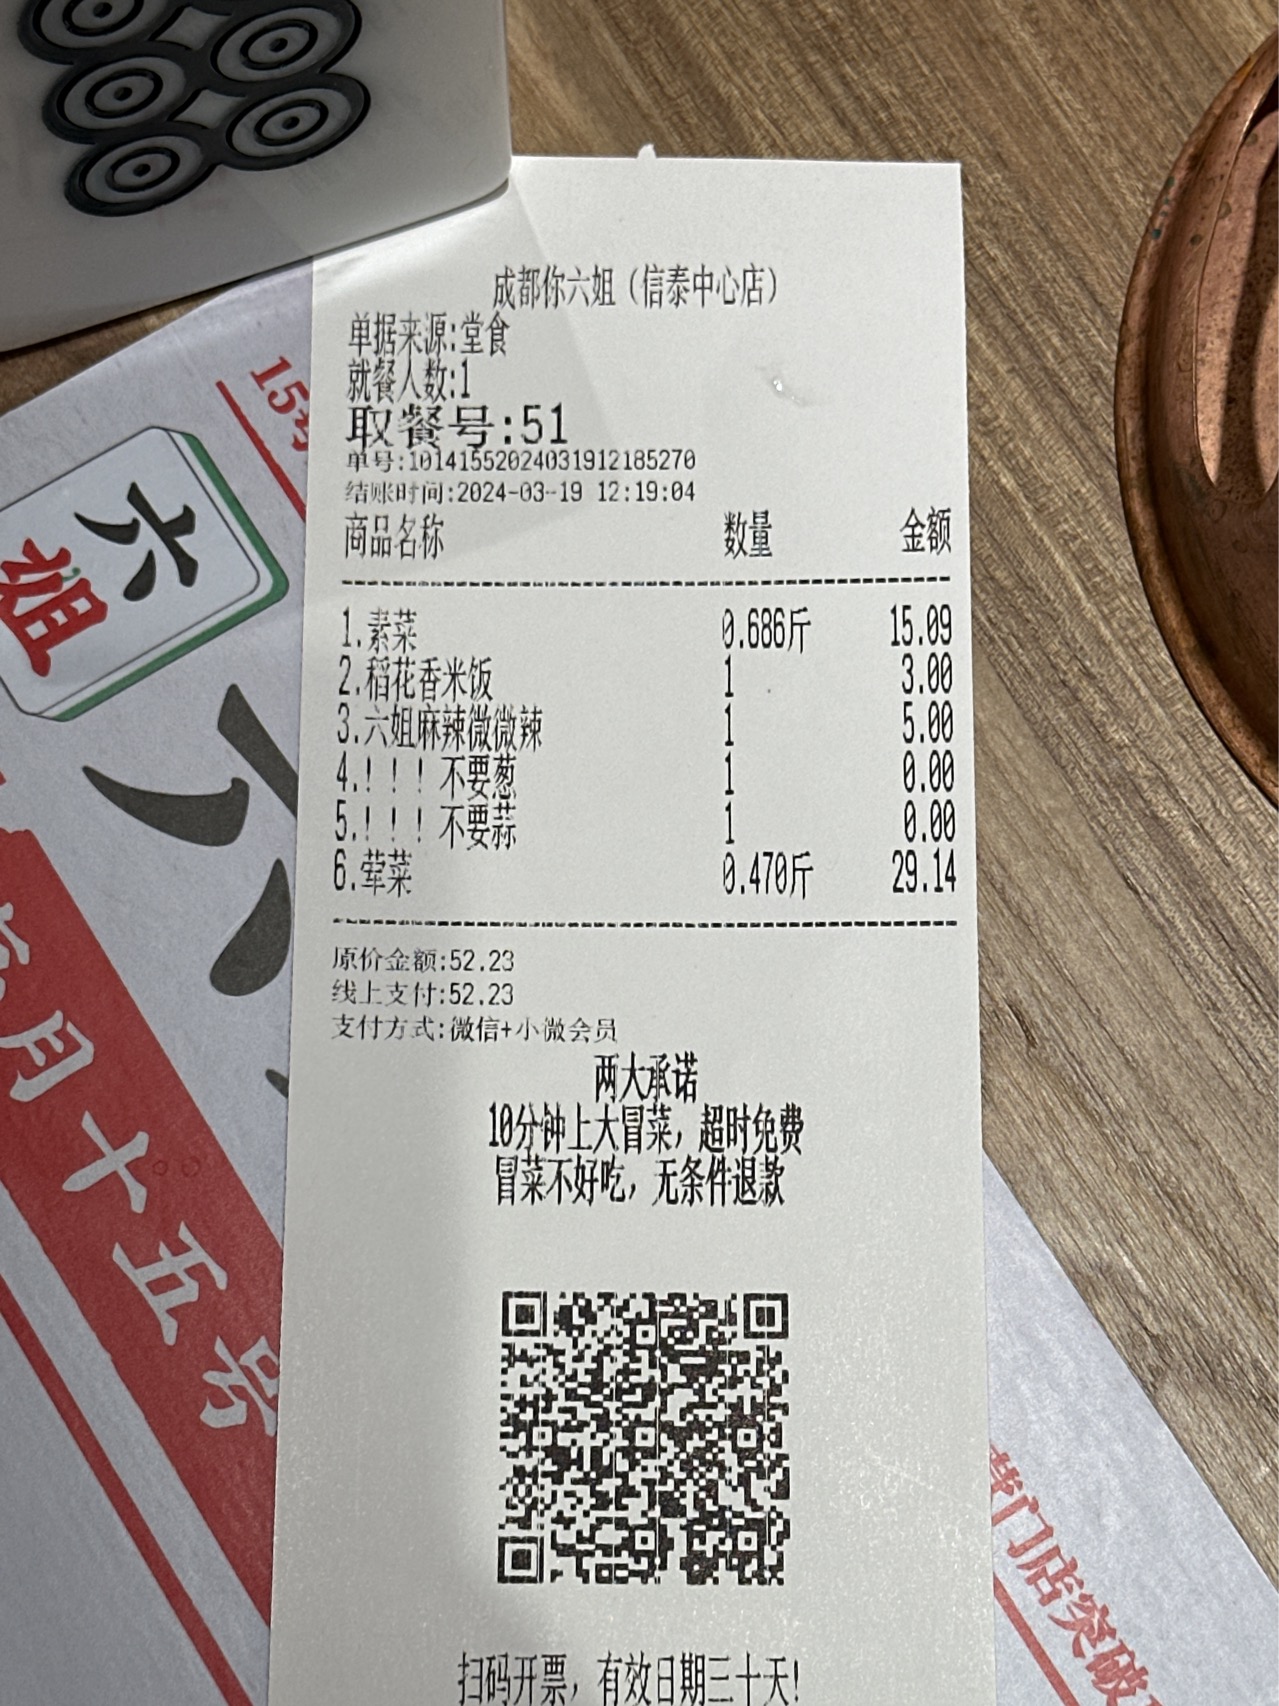 成都你六姐（信泰中心店）
单据来源:堂食
就餐人数:1
取餐号:51
单号:10141552024031912185270
结账时间:2024-03-19 12:19:04
商品名称 数量 金额
1.素菜 0.686斤 15.09
2.稻花香米饭 1 3.00
3.六姐麻辣微微辣 1 5.00
4.！！！不要葱 1 0.00
5.！！！不要蒜 1 0.00
6.荤菜 0.470斤 29.14
原价金额:52.23
线上支付:52.23
支付方式:微信+小微会员
两大承诺
10分钟上大冒菜，超时免费
冒菜不好吃，无条件退款
扫码开票，有效日期三十天!
六
姐
六
月十五号
营门店突破